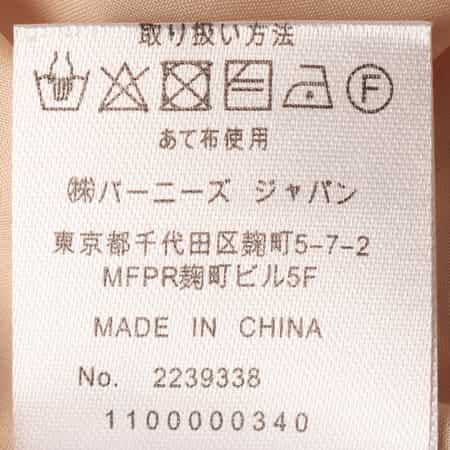 取り扱い方法
F
あて布使用
㈱バーニーズ ジャパン
東京都千代田区麹町5-7-2
MFPR麹町ビル5F
MADE IN CHINA
No. 2239338
1100000340